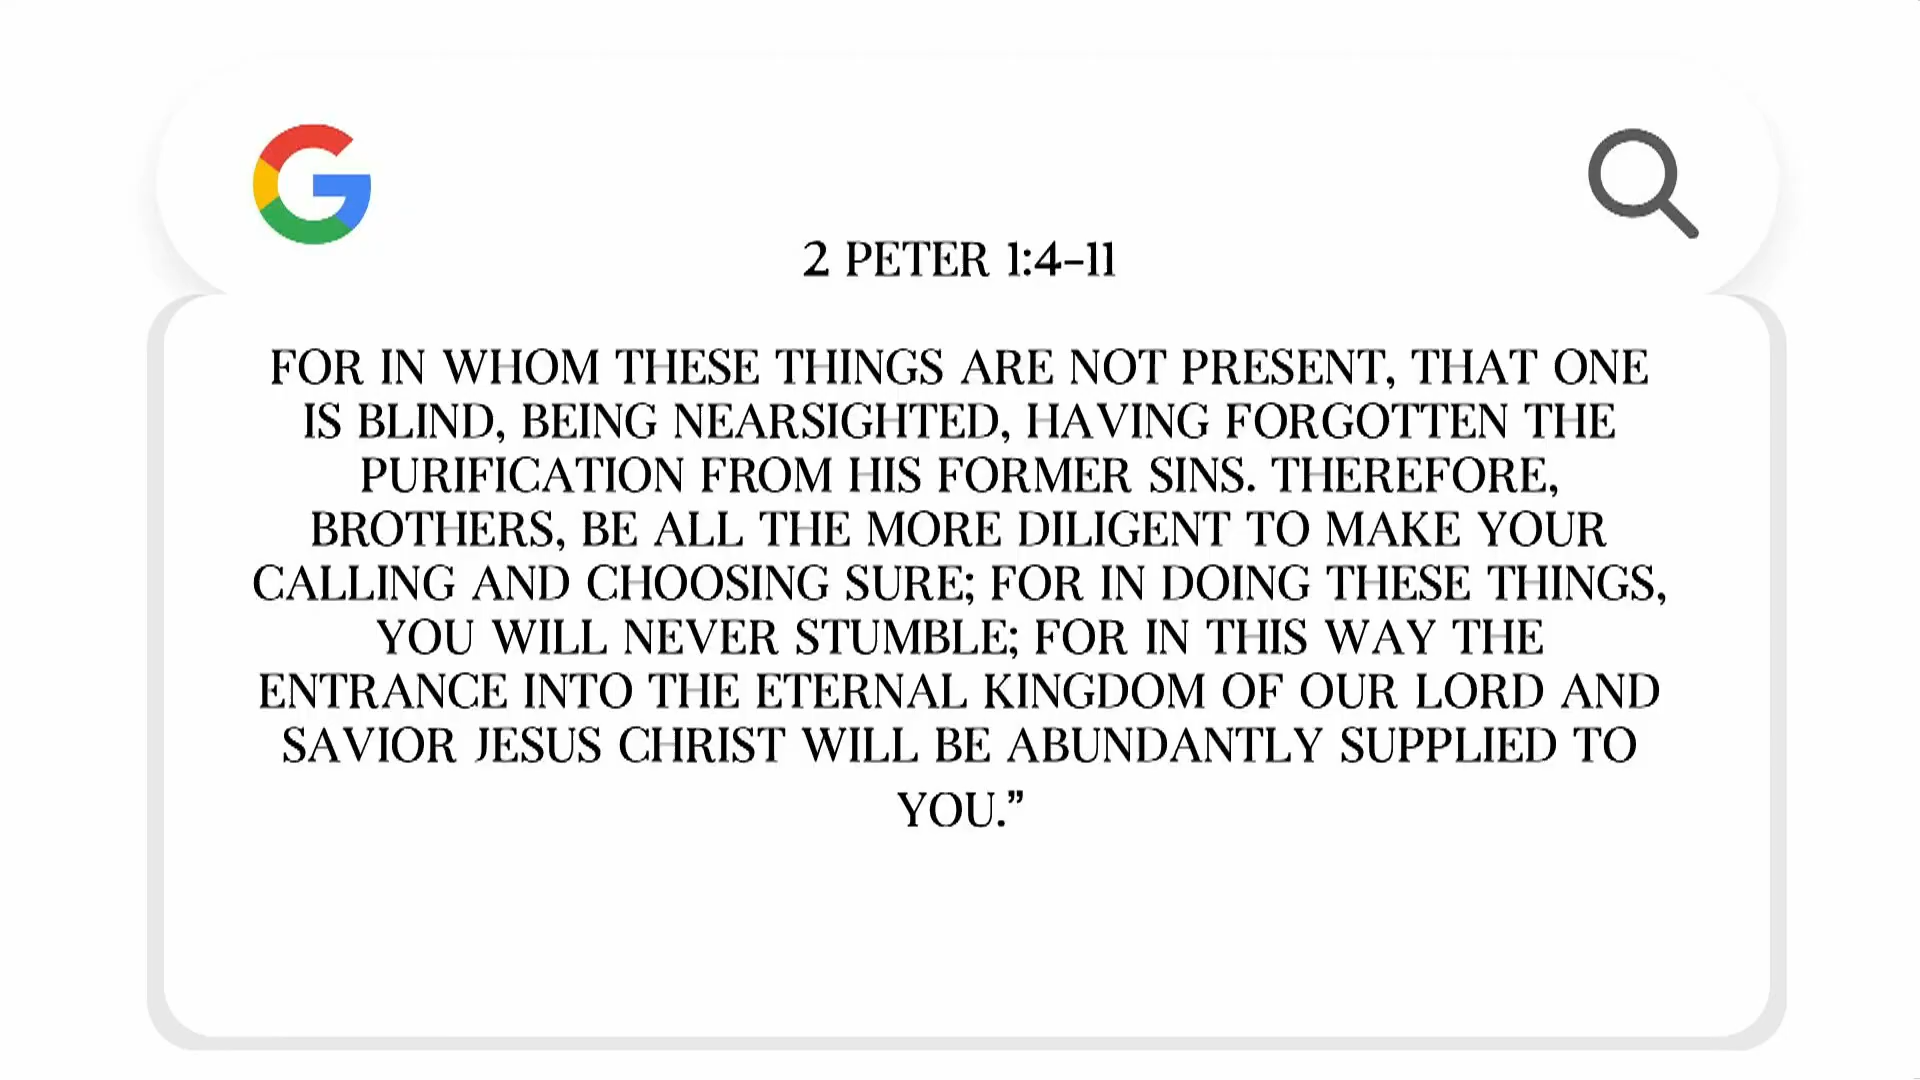 2 PETER 1:4–11
FOR IN WHOM THESE THINGS ARE NOT PRESENT, THAT ONE
IS BLIND, BEING NEARSIGHTED, HAVING FORGOTTEN THE
PURIFICATION FROM HIS FORMER SINS. THEREFORE,
BROTHERS, BE ALL THE MORE DILIGENT TO MAKE YOUR
CALLING AND CHOOSING SURE; FOR IN DOING THESE THINGS,
YOU WILL NEVER STUMBLE; FOR IN THIS WAY THE
ENTRANCE INTO THE ETERNAL KINGDOM OF OUR LORD AND
SAVIOR JESUS CHRIST WILL BE ABUNDANTLY SUPPLIED TO
YOU.”